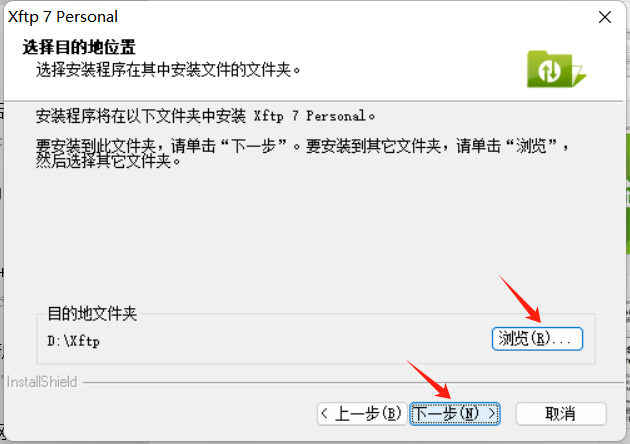 Xftp 7 Personal
选择目的地位置
选择安装程序在其中安装文件的文件夹。
安装程序将在以下文件夹中安装 Xftp 7 Personal。
要安装到此文件夹，请单击“下一步”。要安装到其它文件夹，请单击“浏览”，
然后选择其它文件夹。
目的地文件夹
D:\Xftp
浏览(R)...
InstallShield
< 上一步(B)
下一步(N) >
取消